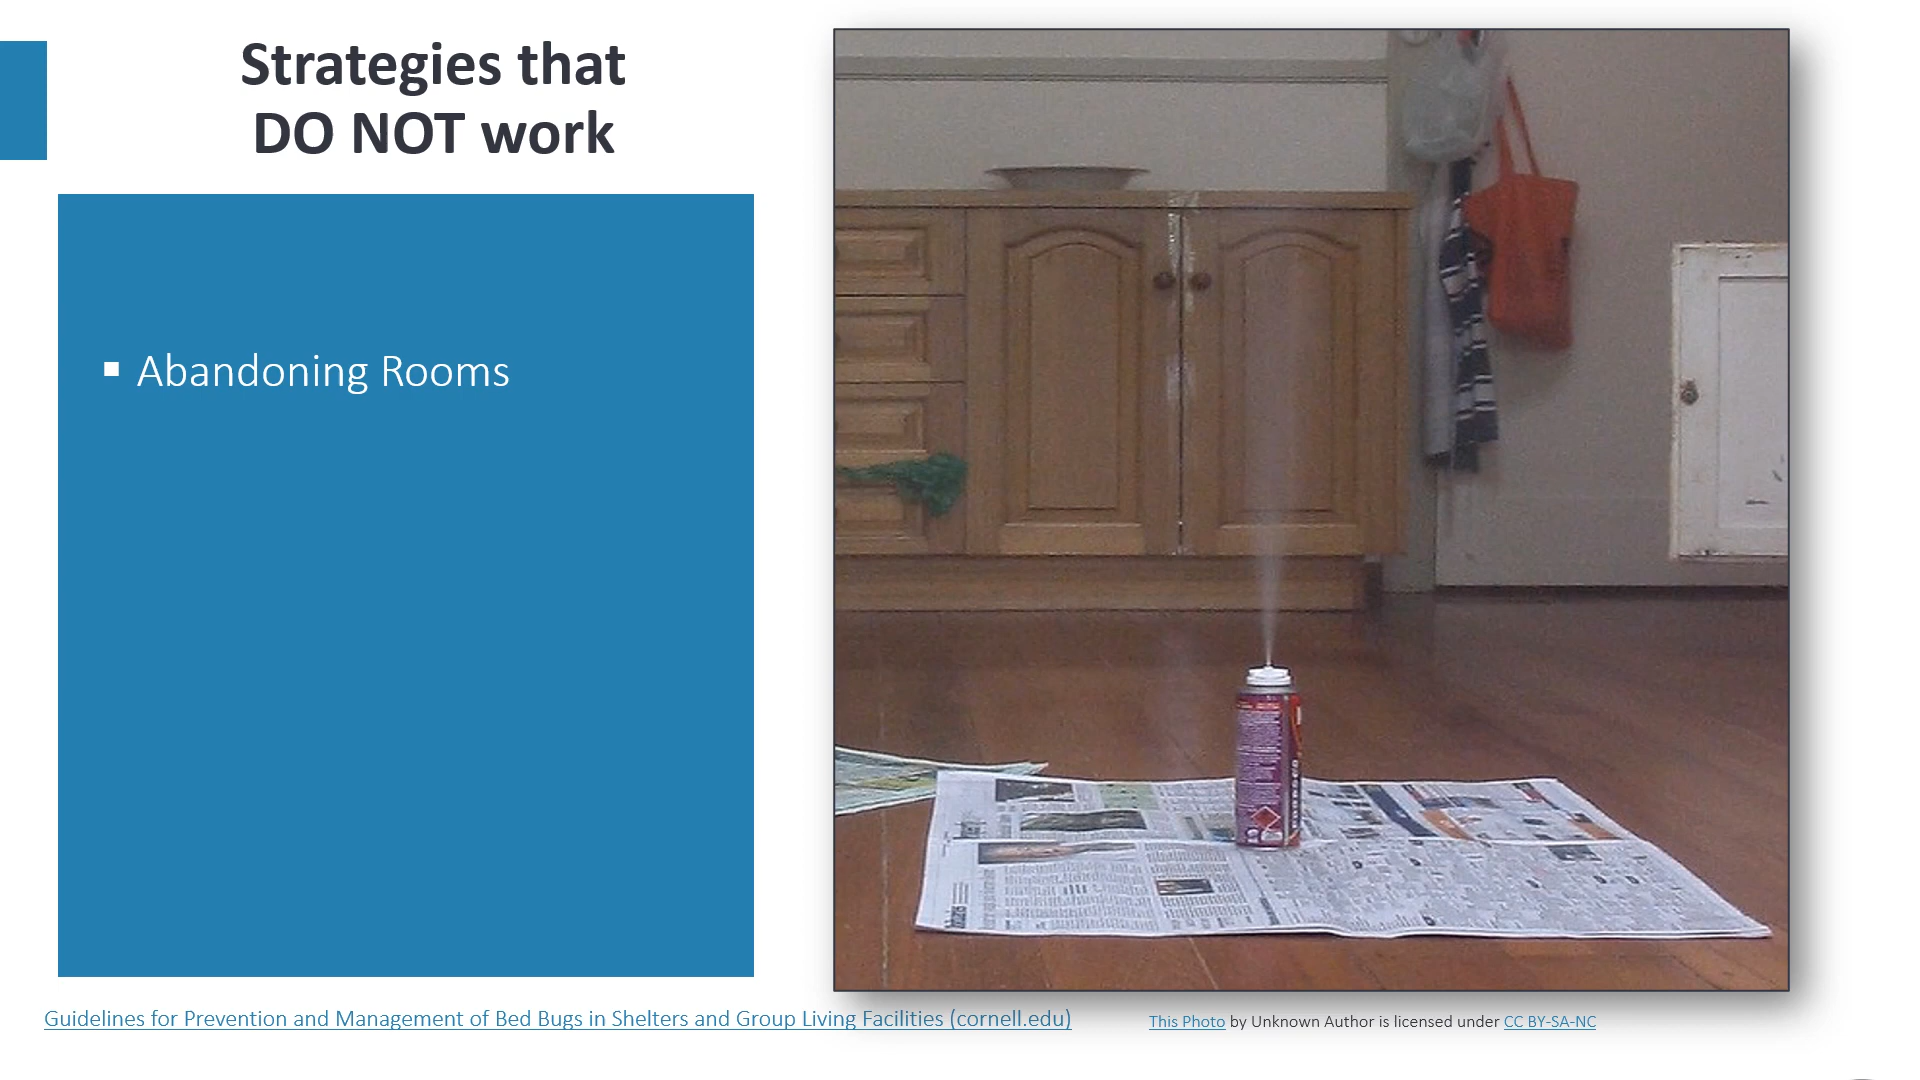 Strategies that
DO NOT work
▪ Abandoning Rooms
Guidelines for Prevention and Management of Bed Bugs in Shelters and Group Living Facilities (cornell.edu)
This Photo by Unknown Author is licensed under CC BY-SA-NC